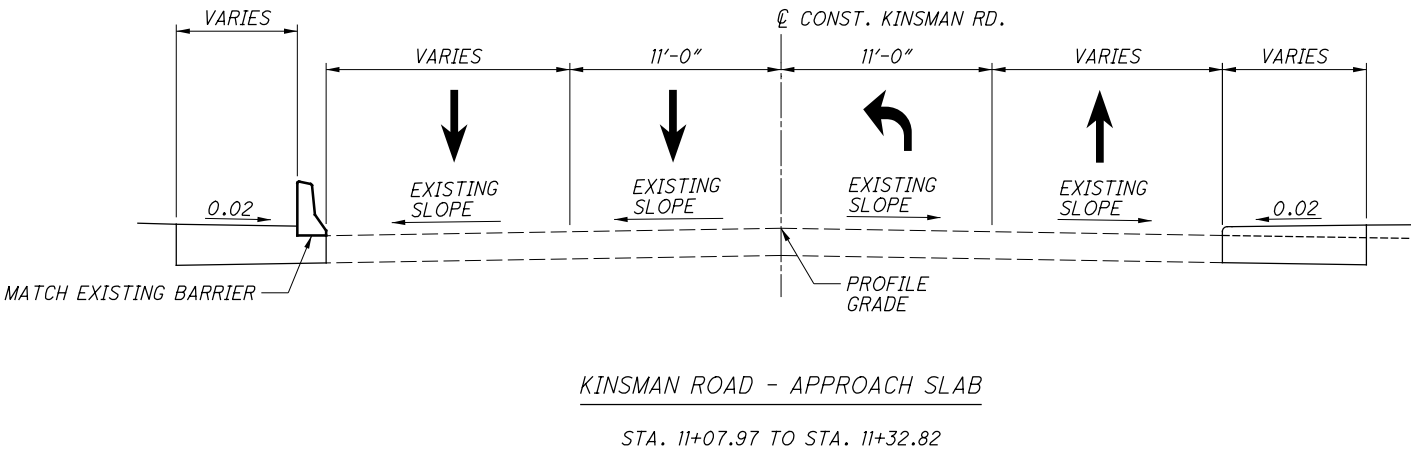 VARIES
℄ CONST. KINSMAN RD.
VARIES
11'-0"
11'-0"
VARIES
VARIES
0.02
EXISTING
SLOPE
EXISTING
SLOPE
EXISTING
SLOPE
EXISTING
SLOPE
0.02
MATCH EXISTING BARRIER
PROFILE
GRADE
KINSMAN ROAD - APPROACH SLAB
STA. 11+07.97 TO STA. 11+32.82